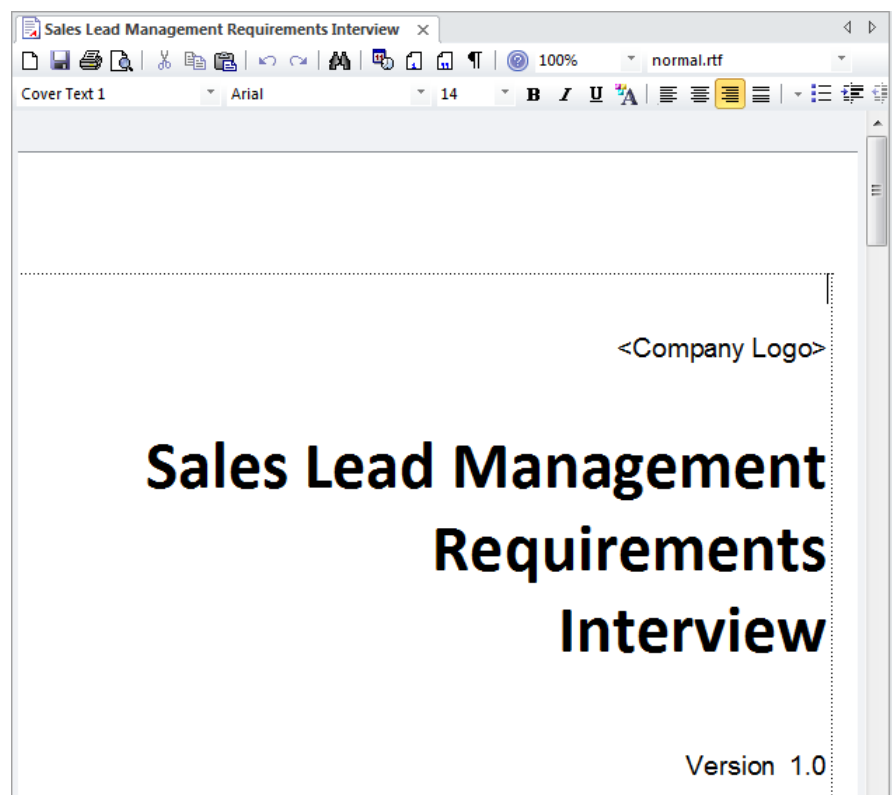 Sales Lead Management Requirements Interview
100% normal.rtf
Cover Text 1 Arial 14 B I U A
<Company Logo>
Sales Lead Management
Requirements
Interview
Version 1.0